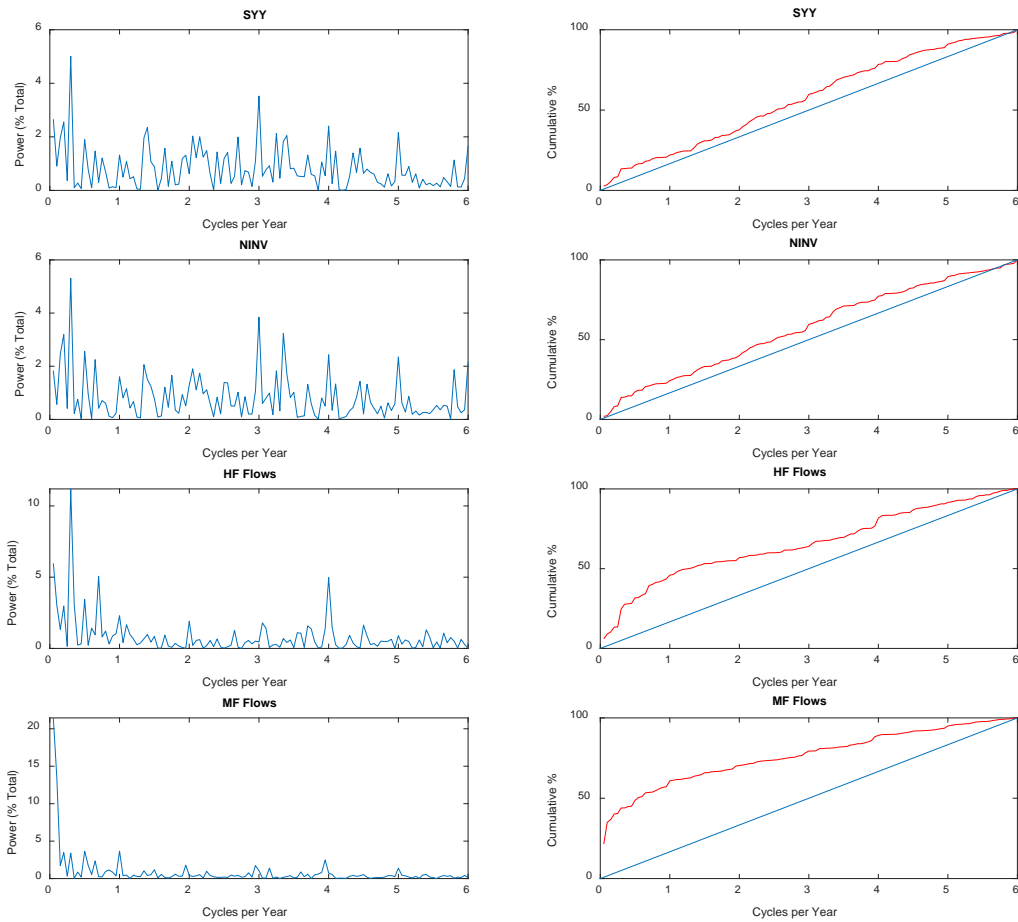 SYY
6
4
2
0
Power (% Total)
0 1 2 3 4 5 6
Cycles per Year
SYY
100
50
0
Cumulative %
0 1 2 3 4 5 6
Cycles per Year
NINV
6
4
2
0
Power (% Total)
0 1 2 3 4 5 6
Cycles per Year
NINV
100
50
0
Cumulative %
0 1 2 3 4 5 6
Cycles per Year
HF Flows
10
5
0
Power (% Total)
0 1 2 3 4 5 6
Cycles per Year
HF Flows
100
50
0
Cumulative %
0 1 2 3 4 5 6
Cycles per Year
MF Flows
20
15
10
5
0
Power (% Total)
0 1 2 3 4 5 6
Cycles per Year
MF Flows
100
50
0
Cumulative %
0 1 2 3 4 5 6
Cycles per Year